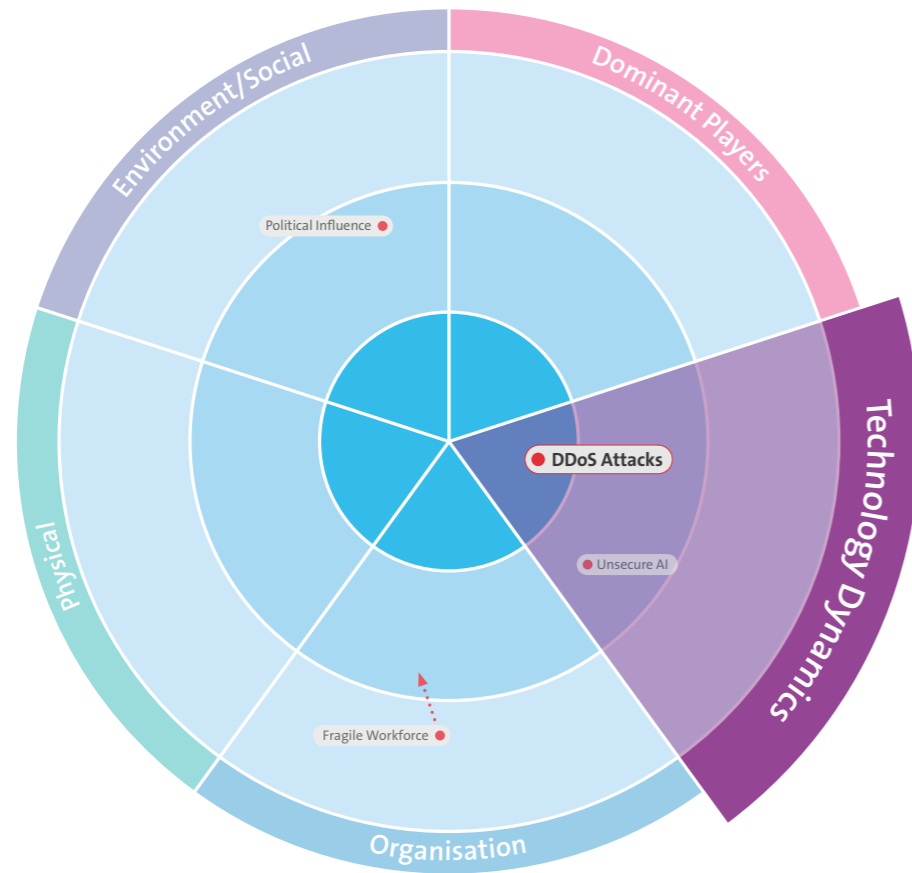 Environment/Social
Dominant Players
Political Influence
Technology Dynamics
DDoS Attacks
Unsecure AI
Physical
Fragile Workforce
Organisation